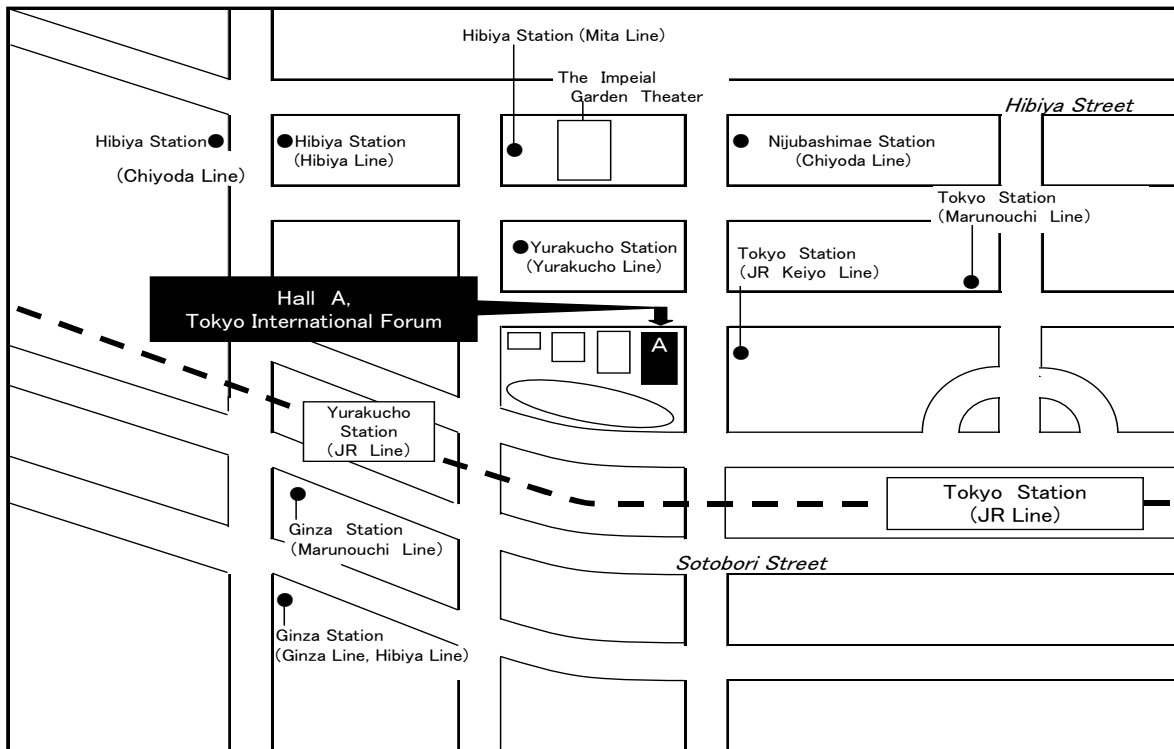 Hibiya Station (Mita Line)
The Impeial
Garden Theater
Hibiya Street
Hibiya Station
(Chiyoda Line)
Hibiya Station
(Hibiya Line)
Nijubashimae Station
(Chiyoda Line)
Tokyo Station
(Marunouchi Line)
Yurakucho Station
(Yurakucho Line)
Tokyo Station
(JR Keiyo Line)
Hall A,
Tokyo International Forum
A
Yurakucho
Station
(JR Line)
Tokyo Station
(JR Line)
Ginza Station
(Marunouchi Line)
Sotobori Street
Ginza Station
(Ginza Line, Hibiya Line)